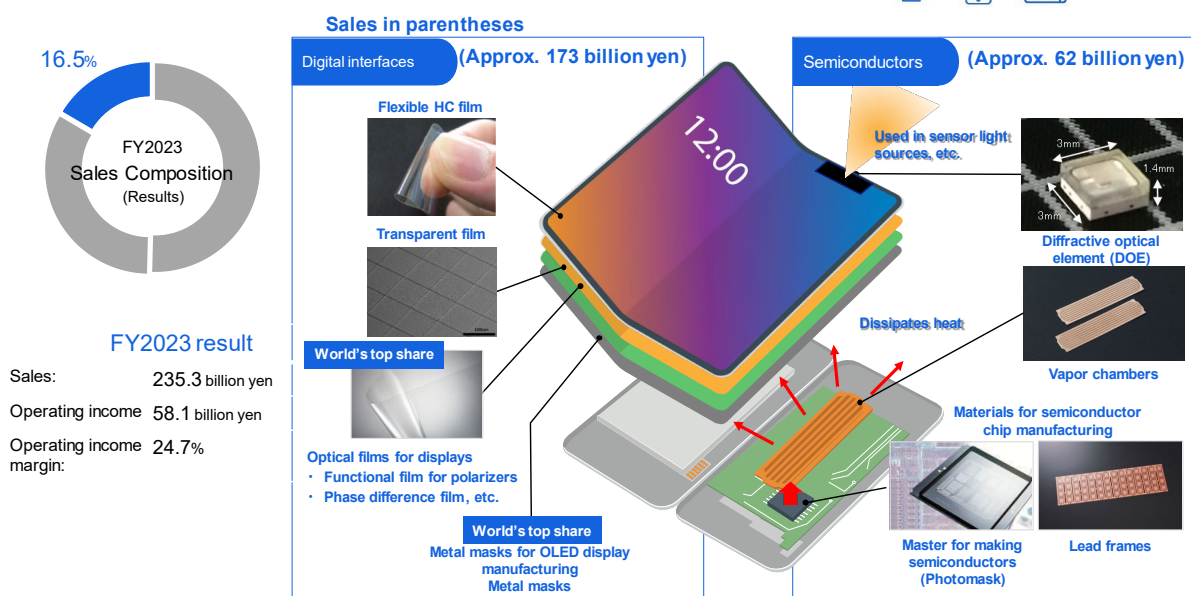 Sales in parentheses
16.5%
FY2023
Sales Composition
(Results)
FY2023 result
Sales: 235.3 billion yen
Operating income 58.1 billion yen
Operating income margin: 24.7%
Digital interfaces
(Approx. 173 billion yen)
Flexible HC film
Transparent film
World's top share
Optical films for displays
・ Functional film for polarizers
・ Phase difference film, etc.
World's top share
Metal masks for OLED display
manufacturing
Metal masks
12:00
Semiconductors
(Approx. 62 billion yen)
Used in sensor light
sources, etc.
3mm
1.4mm
3mm
Diffractive optical
element (DOE)
Dissipates heat
Vapor chambers
Materials for semiconductor
chip manufacturing
Master for making
semiconductors
(Photomask)
Lead frames